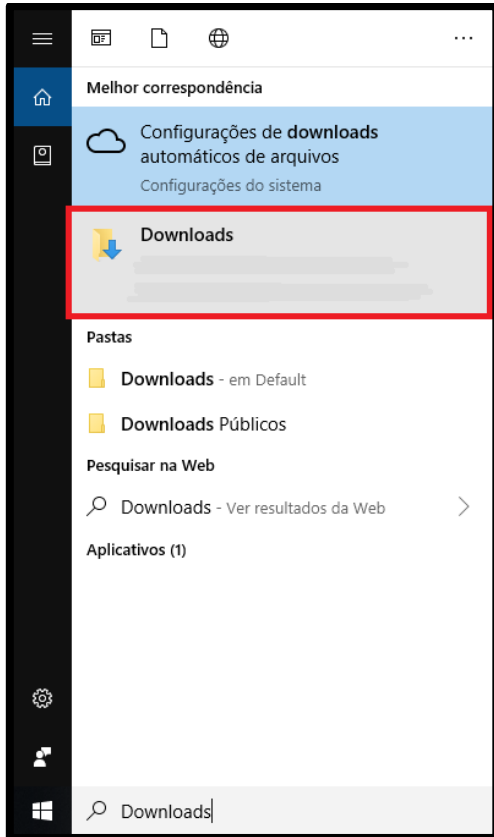 Melhor correspondência
Configurações de downloads
automáticos de arquivos
Configurações do sistema
Downloads
Pastas
Downloads - em Default
Downloads Públicos
Pesquisar na Web
Downloads - Ver resultados da Web
Aplicativos (1)
Downloads